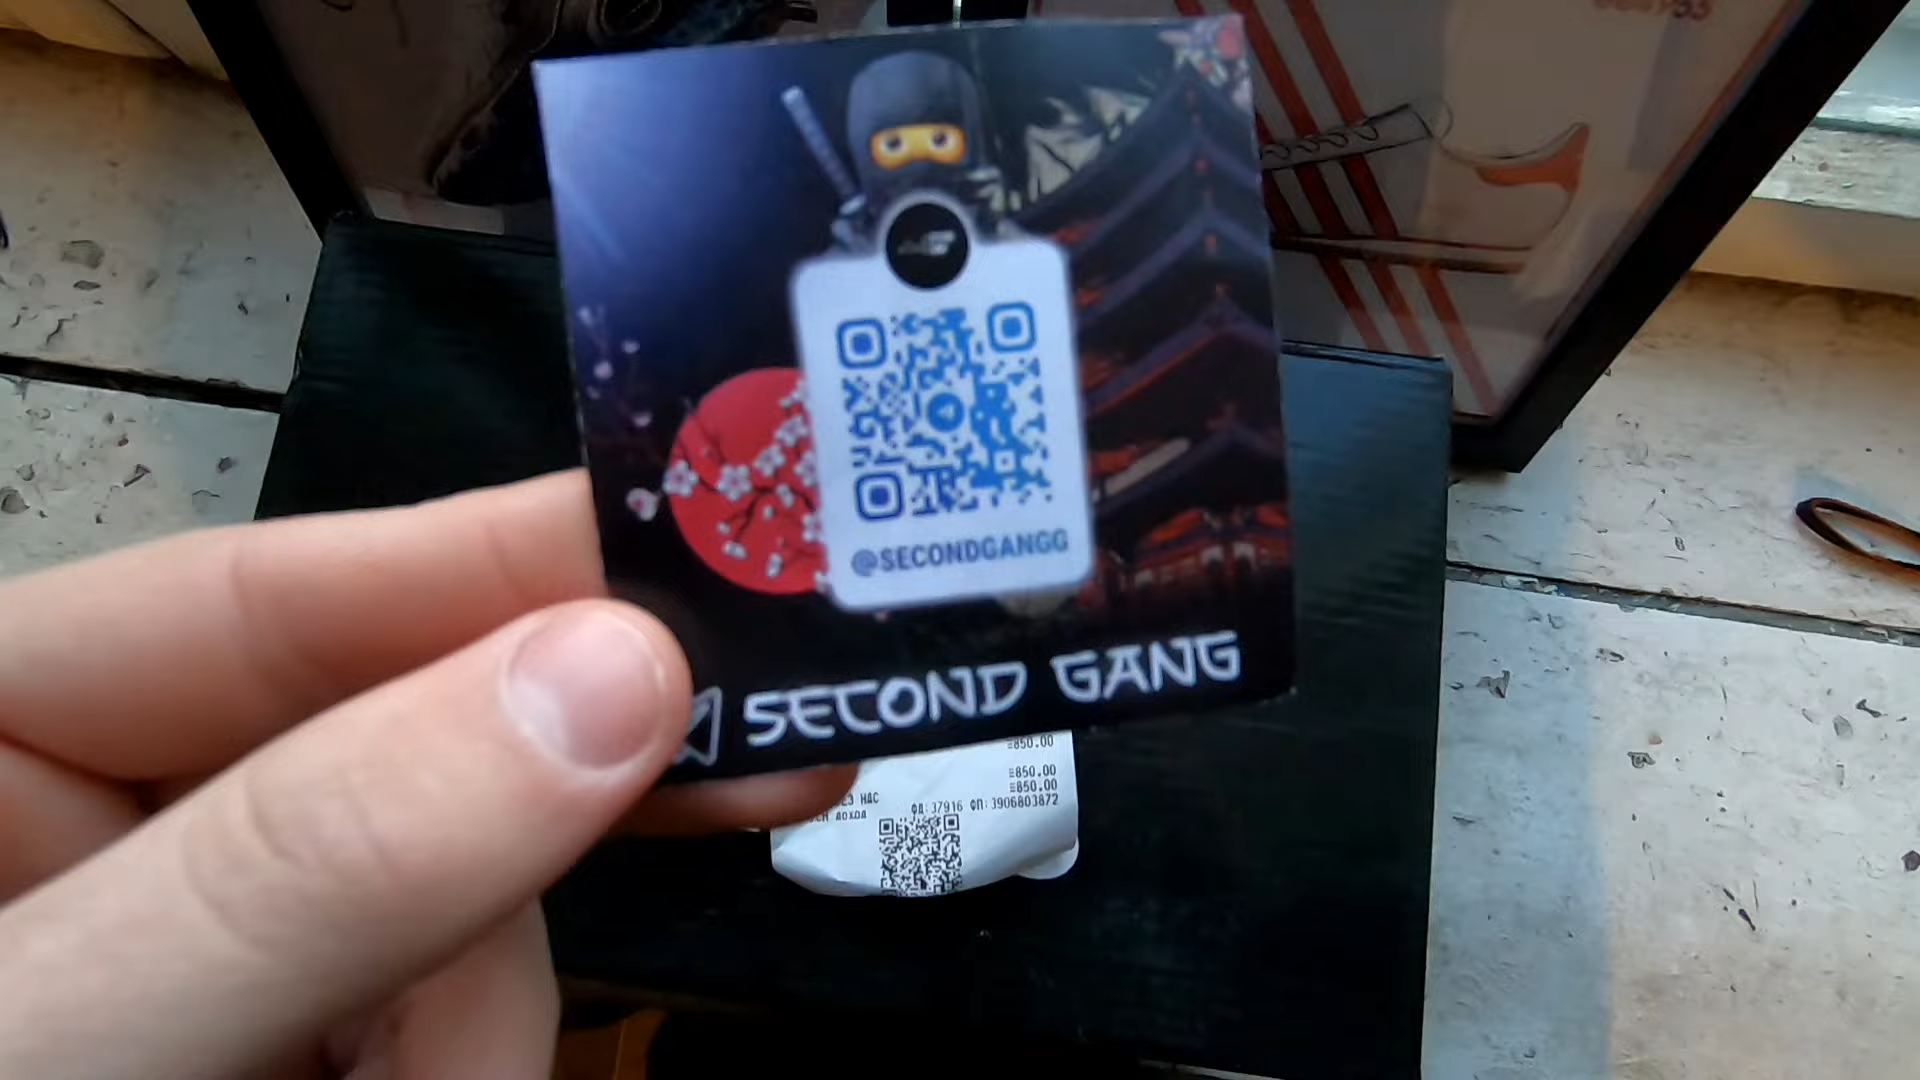 @SECONDGANGG
SECOND GANG
≡850.00
≡850.00
≡850.00
ФД:37916 ФП:3906803872